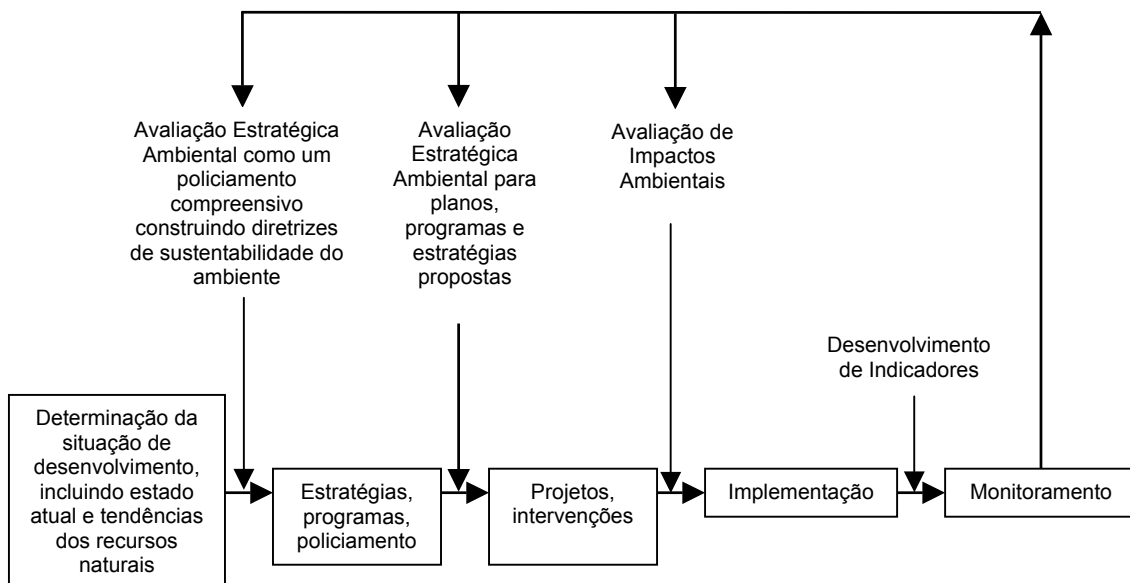 Avaliação Estratégica
Ambiental como um
policiamento
compreensivo
construindo diretrizes
de sustentabilidade do
ambiente
Avaliação
Estratégica
Ambiental para
planos,
programas e
estratégias
propostas
Avaliação de
Impactos
Ambientais
Desenvolvimento
de Indicadores
Determinação da
situação de
desenvolvimento,
incluindo estado
atual e tendências
dos recursos
naturais
Estratégias,
programas,
policiamento
Projetos,
intervenções
Implementação
Monitoramento